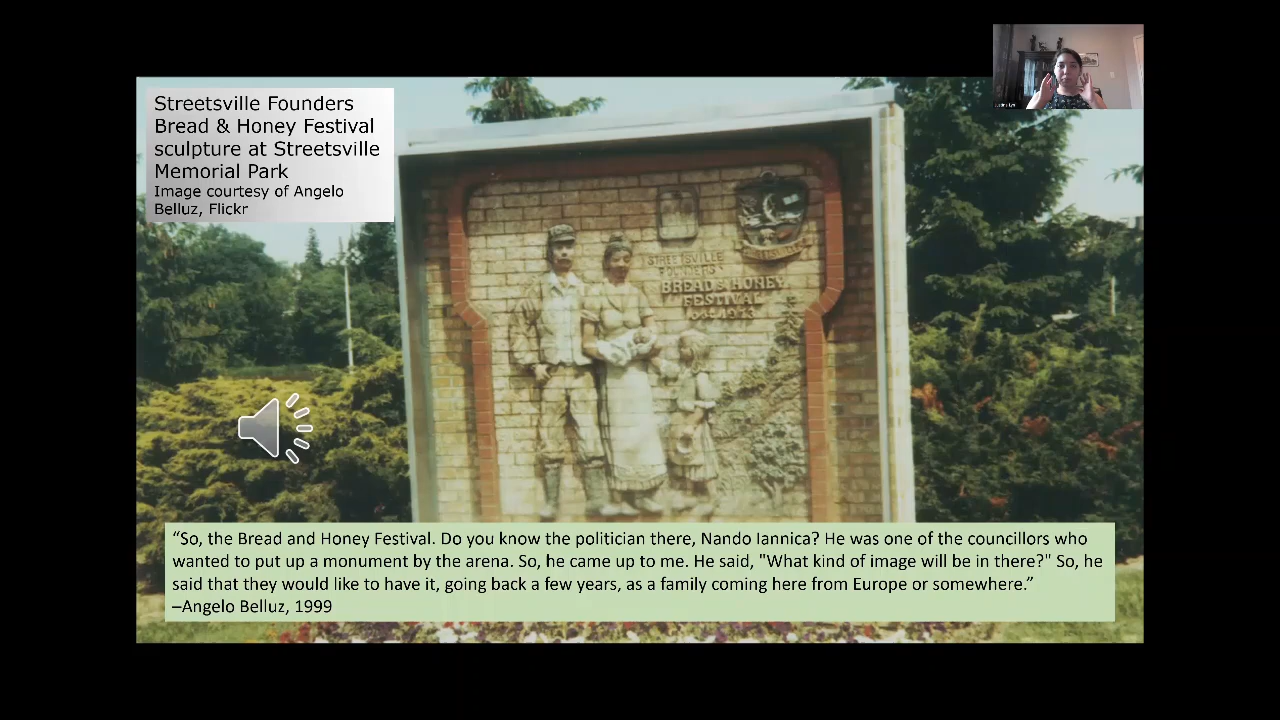 Streetsville Founders
Bread & Honey Festival
sculpture at Streetsville
Memorial Park
Image courtesy of Angelo
Belluz, Flickr
STREETSVILLE
FOUNDERS'
BREAD & HONEY
FESTIVAL
“So, the Bread and Honey Festival. Do you know the politician there, Nando Iannica? He was one of the councillors who
wanted to put up a monument by the arena. So, he came up to me. He said, "What kind of image will be in there?" So, he
said that they would like to have it, going back a few years, as a family coming here from Europe or somewhere.”
–Angelo Belluz, 1999